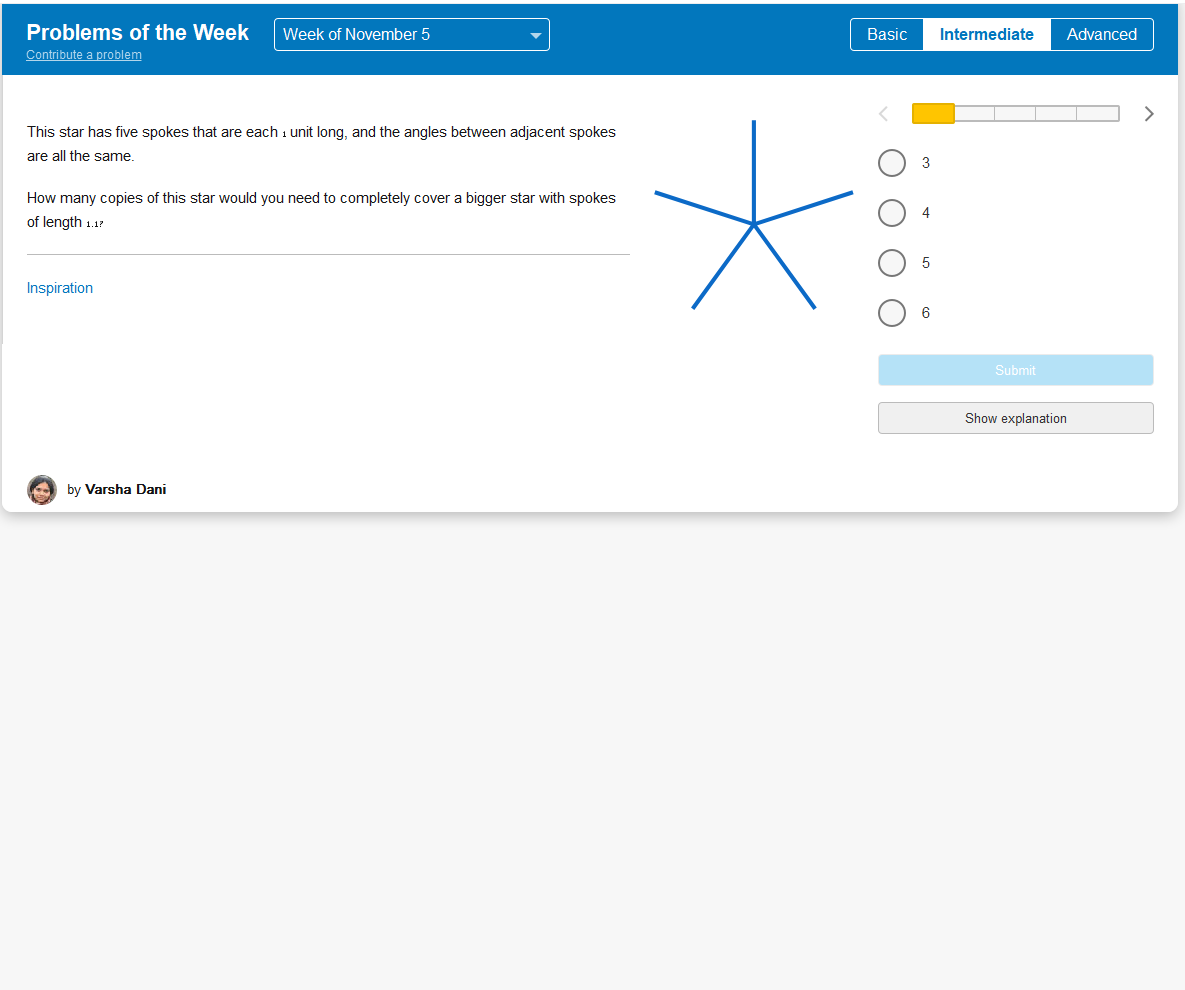 Problems of the Week
Contribute a problem
Week of November 5
Basic
Intermediate
Advanced
This star has five spokes that are each 1 unit long, and the angles between adjacent spokes
are all the same.
How many copies of this star would you need to completely cover a bigger star with spokes
of length 1.1?
Inspiration
3
4
5
6
Submit
Show explanation
by Varsha Dani